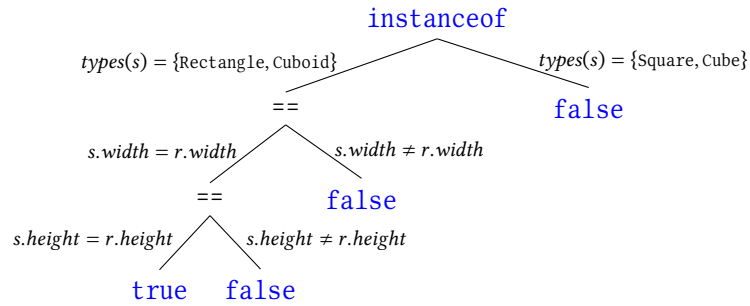 instanceof
types(s) = {Rectangle, Cuboid} types(s) = {Square, Cube}
== false
s.width = r.width s.width ≠ r.width
== false
s.height = r.height s.height ≠ r.height
true false